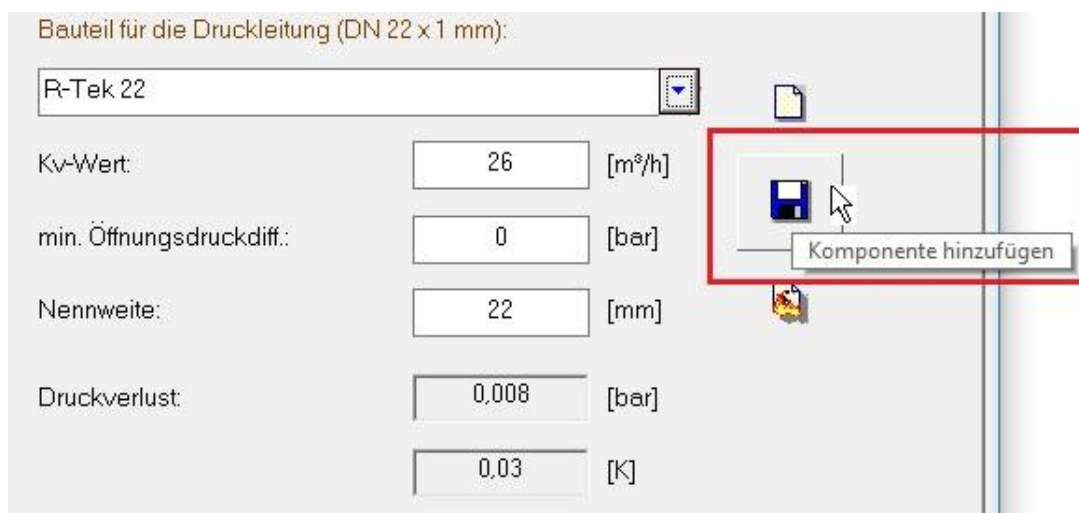 Bauteil für die Druckleitung (DN 22 x 1 mm):
R-Tek 22
Kv-Wert: 26 [m³/h]
min. Öffnungsdruckdiff.: 0 [bar]
Komponente hinzufügen
Nennweite: 22 [mm]
Druckverlust: 0,008 [bar]
0,03 [K]